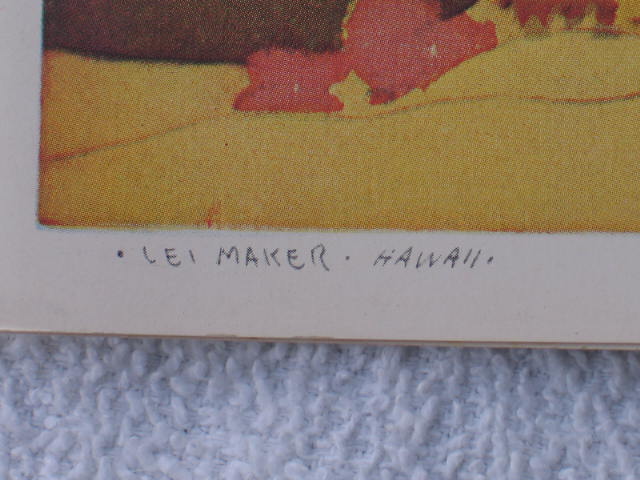 · LEI MAKER · HAWAII.